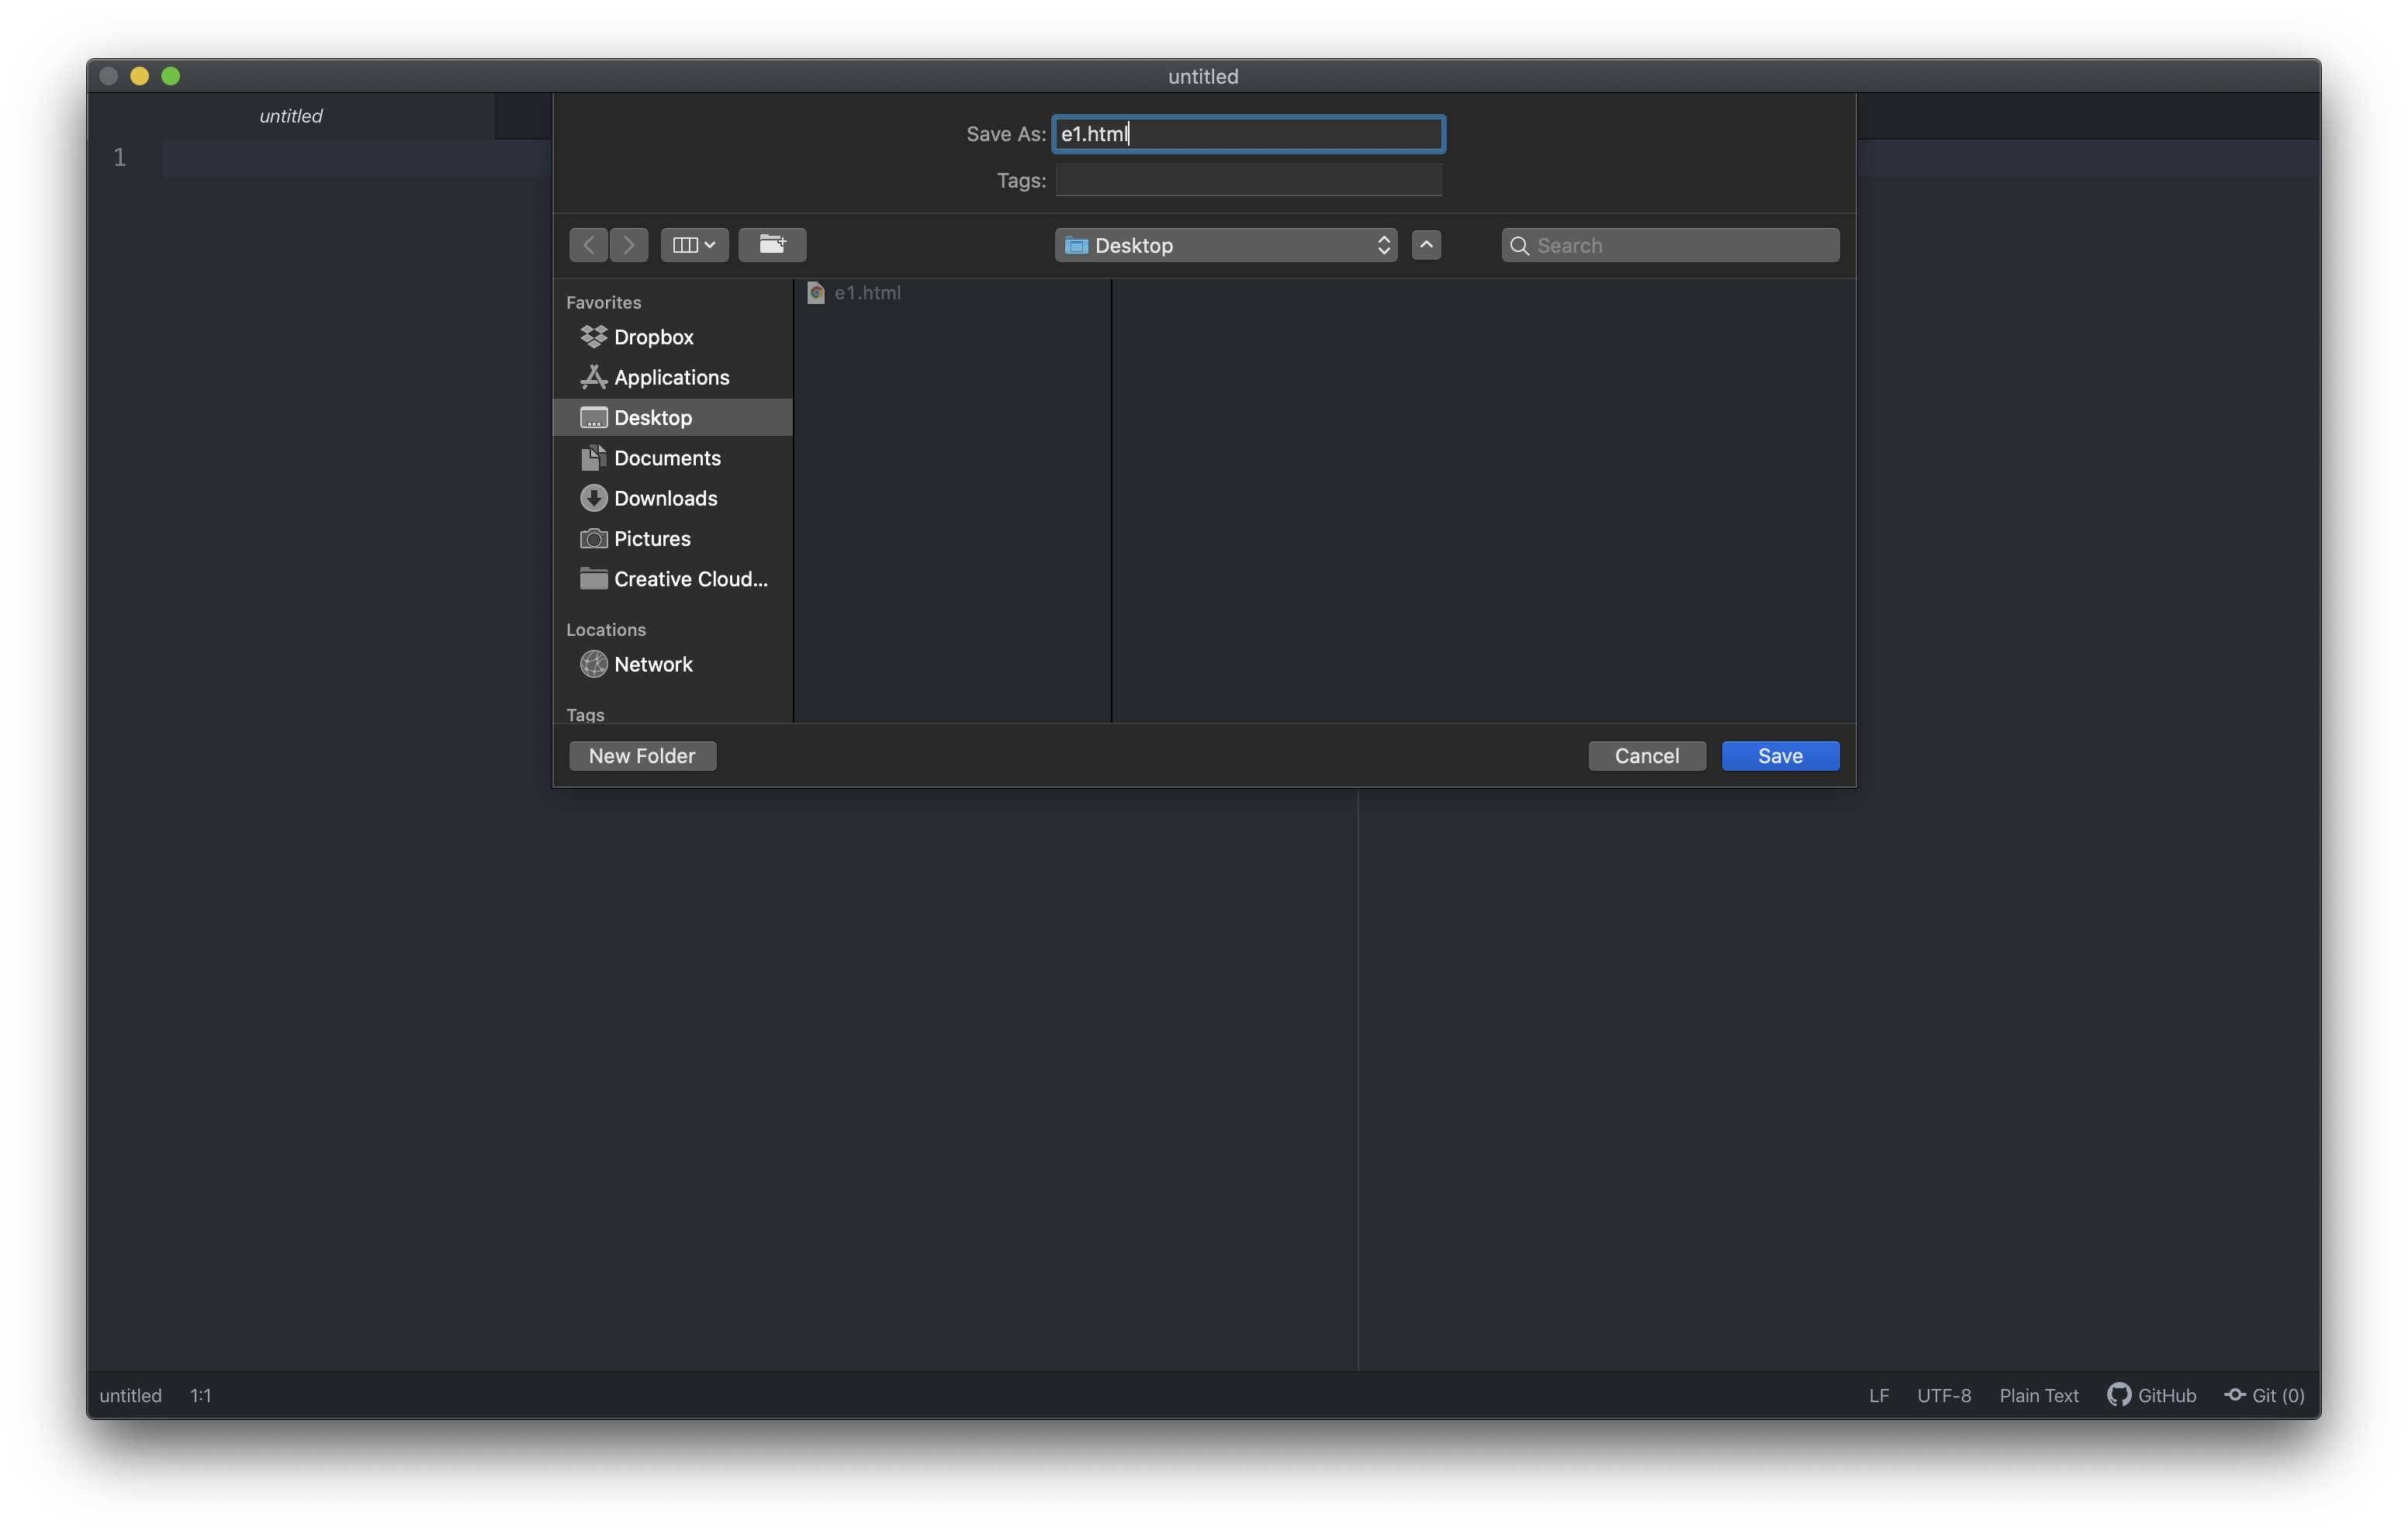 untitled
untitled
1
Save As: e1.html
Tags:
Desktop
Search
Favorites
Dropbox
Applications
Desktop
Documents
Downloads
Pictures
Creative Cloud...
Locations
Network
Tags
e1.html
New Folder
Cancel
Save
untitled 1:1
LF UTF-8 Plain Text GitHub Git (0)